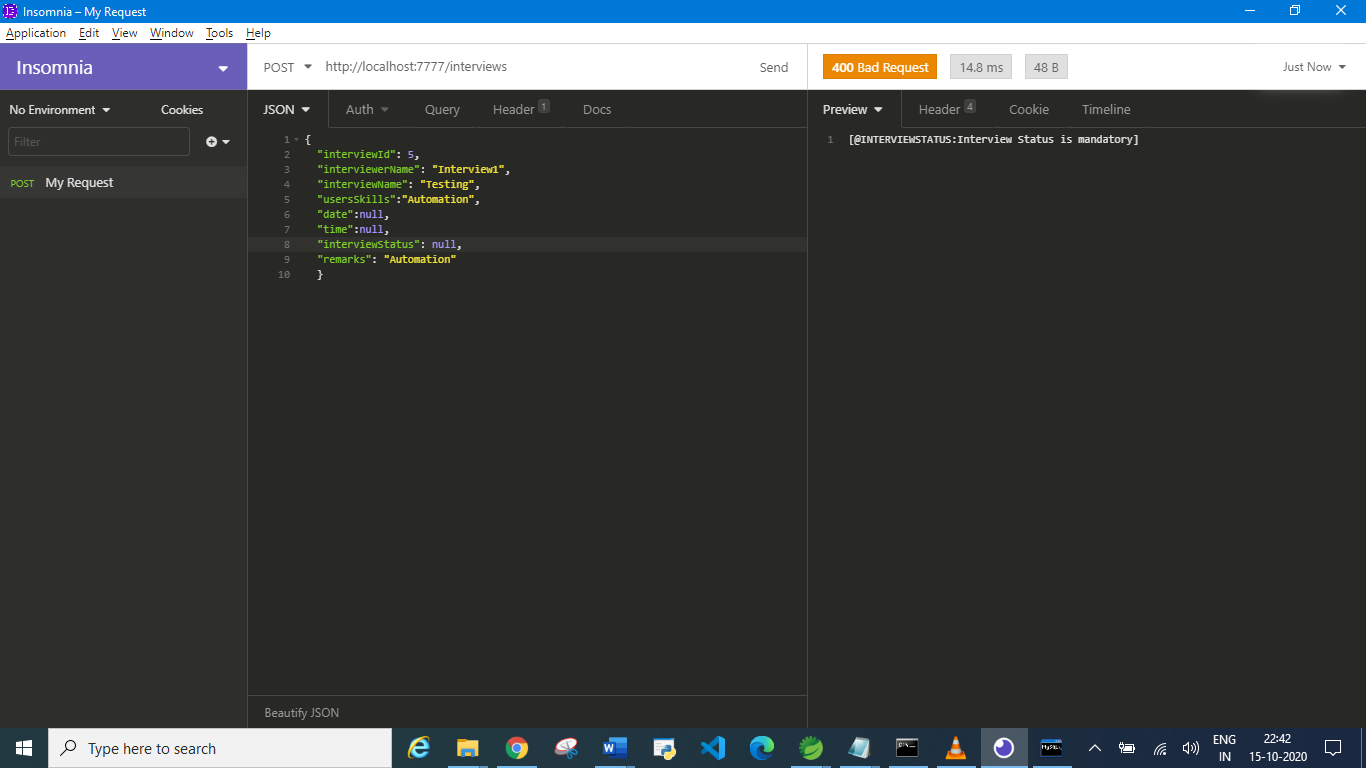 Insomnia – My Request
Application Edit View Window Tools Help
Insomnia
POST http://localhost:7777/interviews Send
400 Bad Request 14.8 ms 48 B Just Now
No Environment Cookies
JSON Auth Query Header 1 Docs
Preview Header 4 Cookie Timeline
Filter
POST My Request
1 {
2 "interviewId": 5,
3 "interviewerName": "Interview1",
4 "interviewName": "Testing",
5 "usersSkills":"Automation",
6 "date":null,
7 "time":null,
8 "interviewStatus": null,
9 "remarks": "Automation"
10 }
1 [@INTERVIEWSTATUS:Interview Status is mandatory]
Beautify JSON
Type here to search
ENG
IN
22:42
15-10-2020